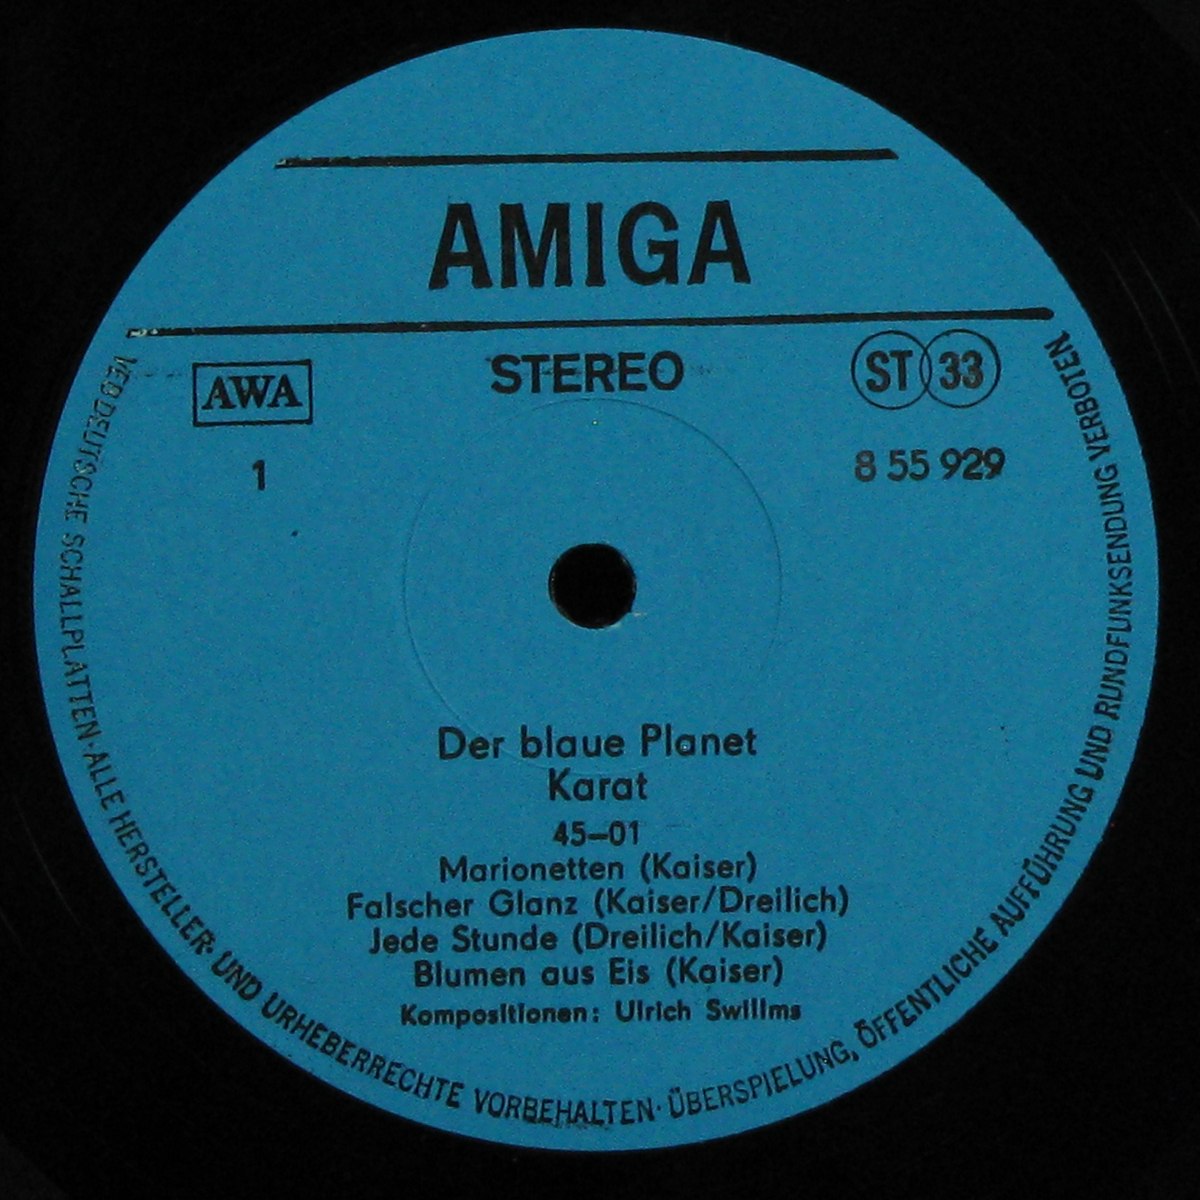 AMIGA
AWA
STEREO
ST 33
1
8 55 929
Der blaue Planet
Karat
45–01
Marionetten (Kaiser)
Falscher Glanz (Kaiser/Dreilich)
Jede Stunde (Dreilich/Kaiser)
Blumen aus Eis (Kaiser)
Kompositionen: Ulrich Swillms
VEB DEUTSCHE SCHALLPLATTEN · ALLE HERSTELLER- UND URHEBERRECHTE VORBEHALTEN · ÜBERSPIELUNG, ÖFFENTLICHE AUFFÜHRUNG UND RUNDFUNKSENDUNG VERBOTEN.